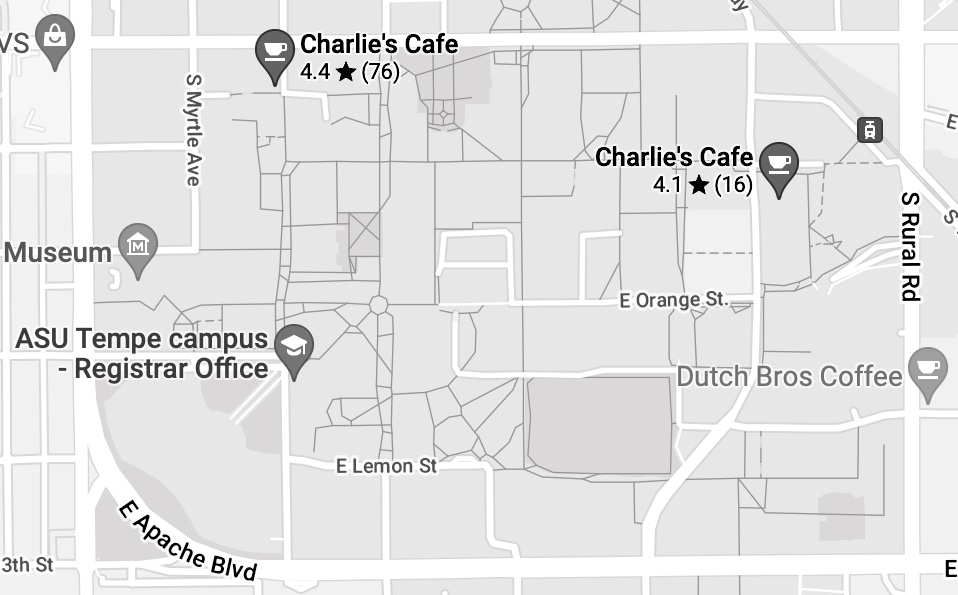 VS
Charlie's Cafe
4.4 ★ (76)
S Myrtle Ave
Charlie's Cafe
4.1 ★ (16)
E
S Rural Rd
S
Museum
E Orange St.
ASU Tempe campus
- Registrar Office
Dutch Bros Coffee
E Lemon St
E Apache Blvd
3th St
E